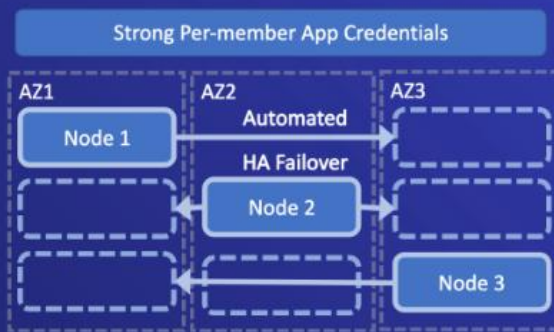 Strong Per-member App Credentials
AZ1
AZ2
AZ3
Node 1
Automated
HA Failover
Node 2
Node 3